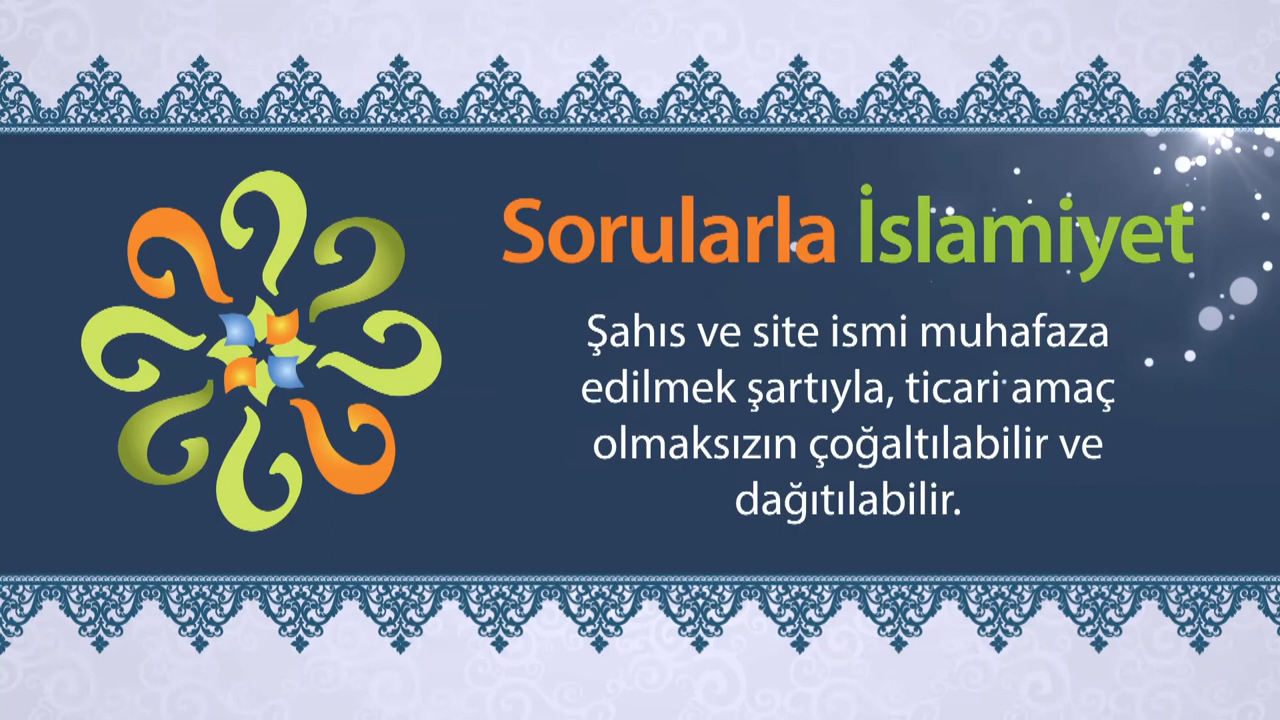 Sorularla İslamiyet
Şahıs ve site ismi muhafaza
edilmek şartıyla, ticari amaç
olmaksızın çoğaltılabilir ve
dağıtılabilir.